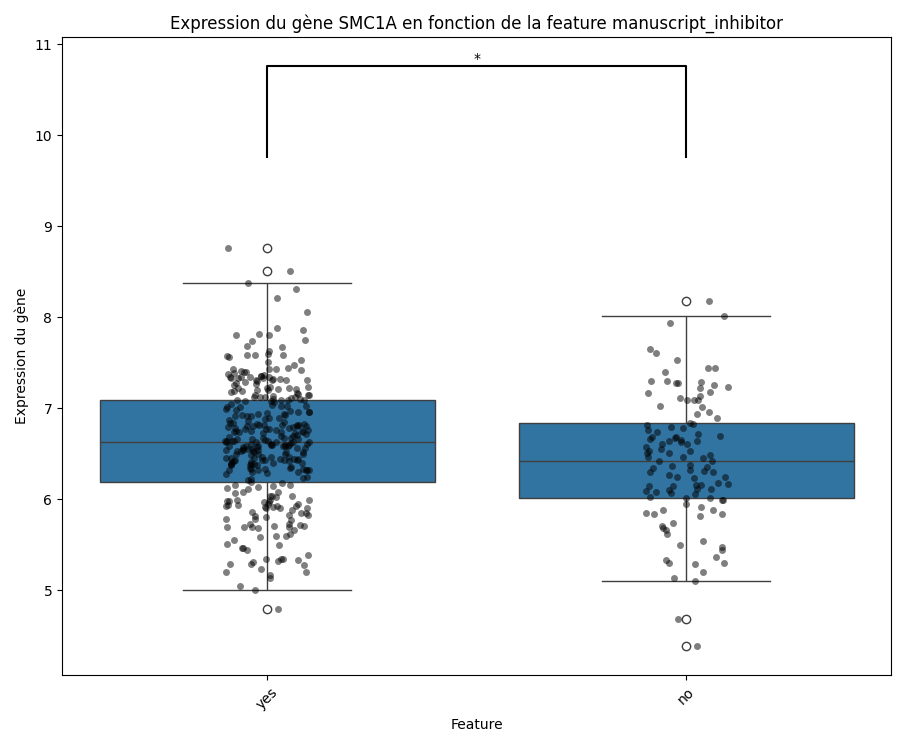 Expression du gène SMC1A en fonction de la feature manuscript_inhibitor
11
*
10
9
8
7
6
5
Expression du gène
yes
no
Feature